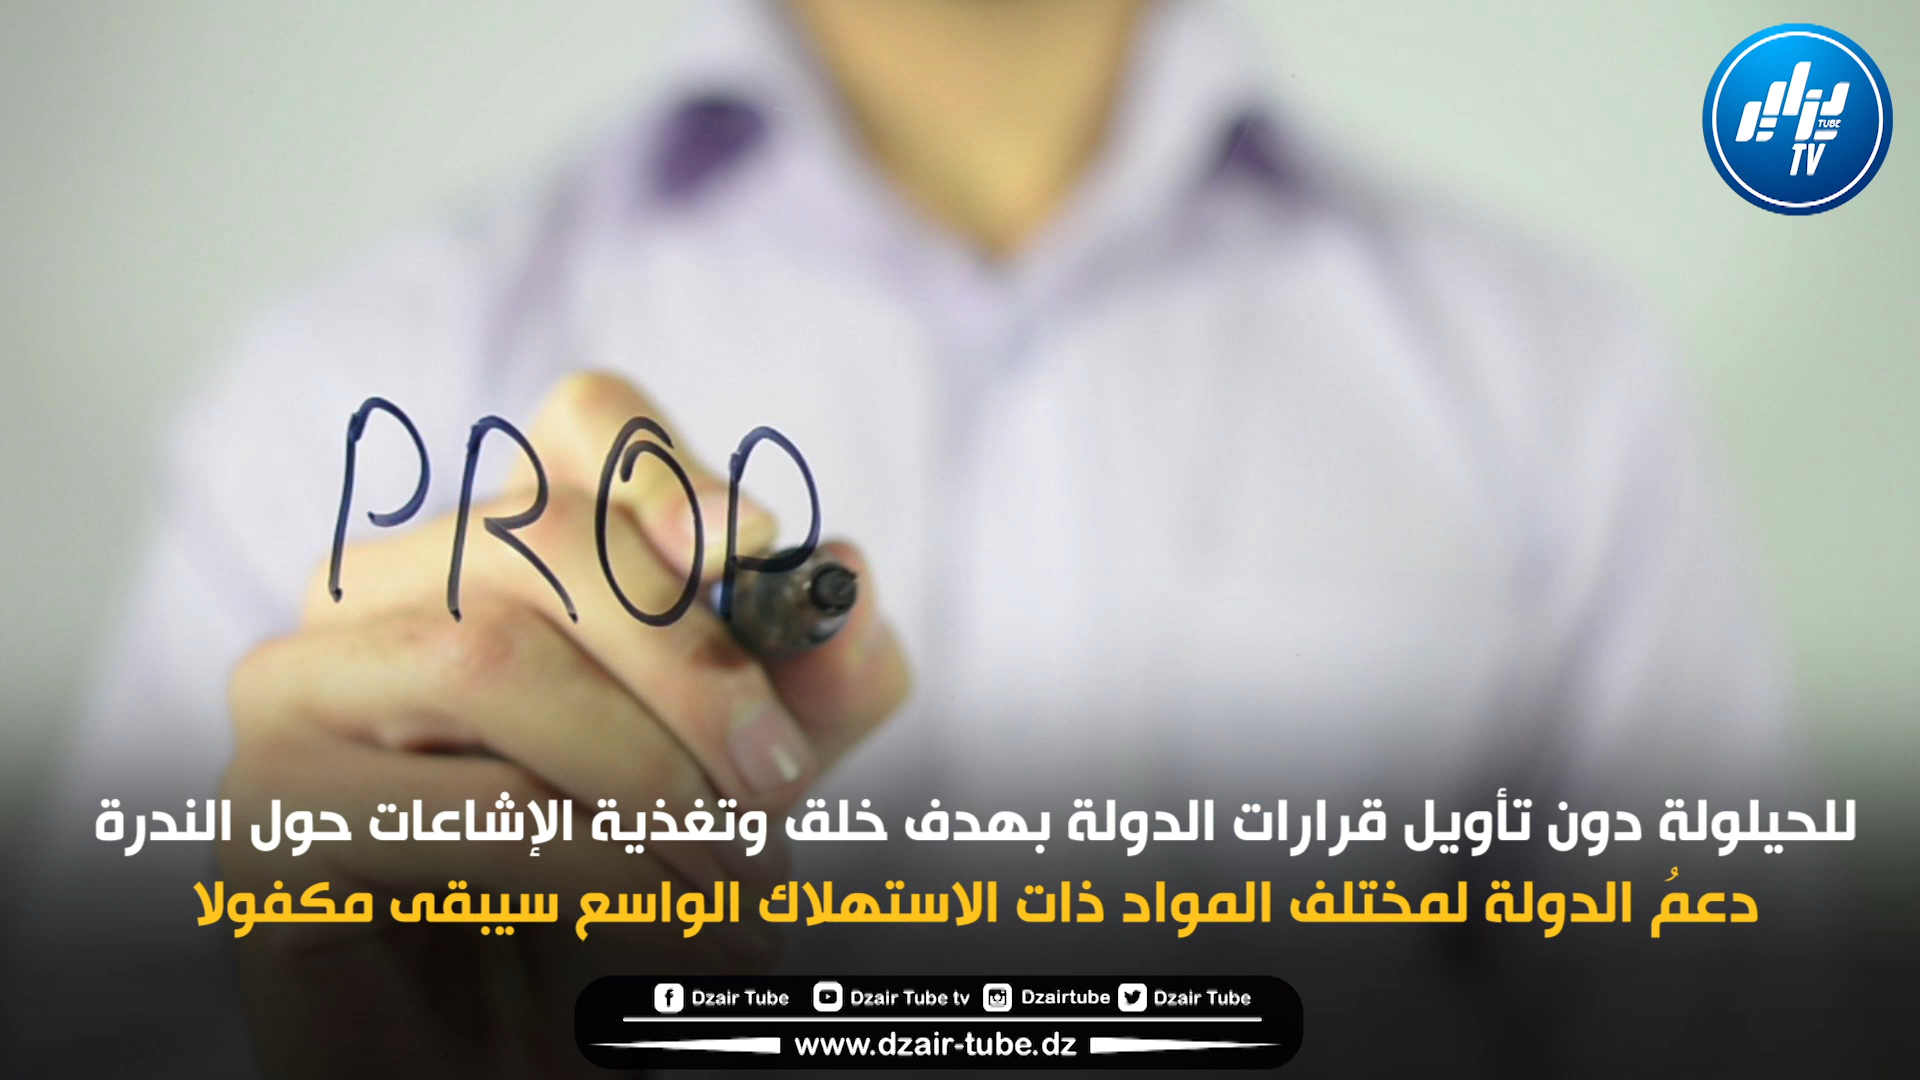 TUBE
TV
PROP
للحيلولة دون تأويل قرارات الدولة بهدف خلق وتغذية الإشاعات حول الندرة
دعمُ الدولة لمختلف المواد ذات الاستهلاك الواسع سيبقى مكفولا
Dzair Tube Dzair Tube tv Dzairtube Dzair Tube
www.dzair-tube.dz